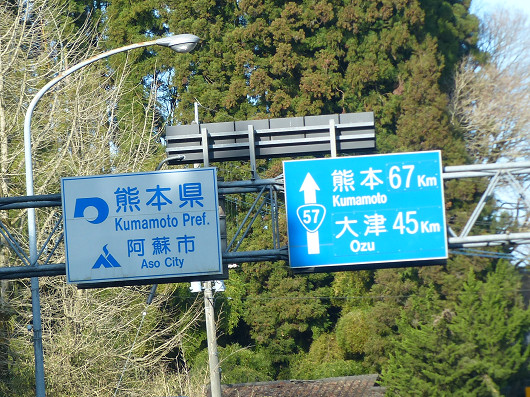 熊本県
Kumamoto Pref.
阿蘇市
Aso City
熊本 67 Km
Kumamoto
57
大津 45 Km
Ozu